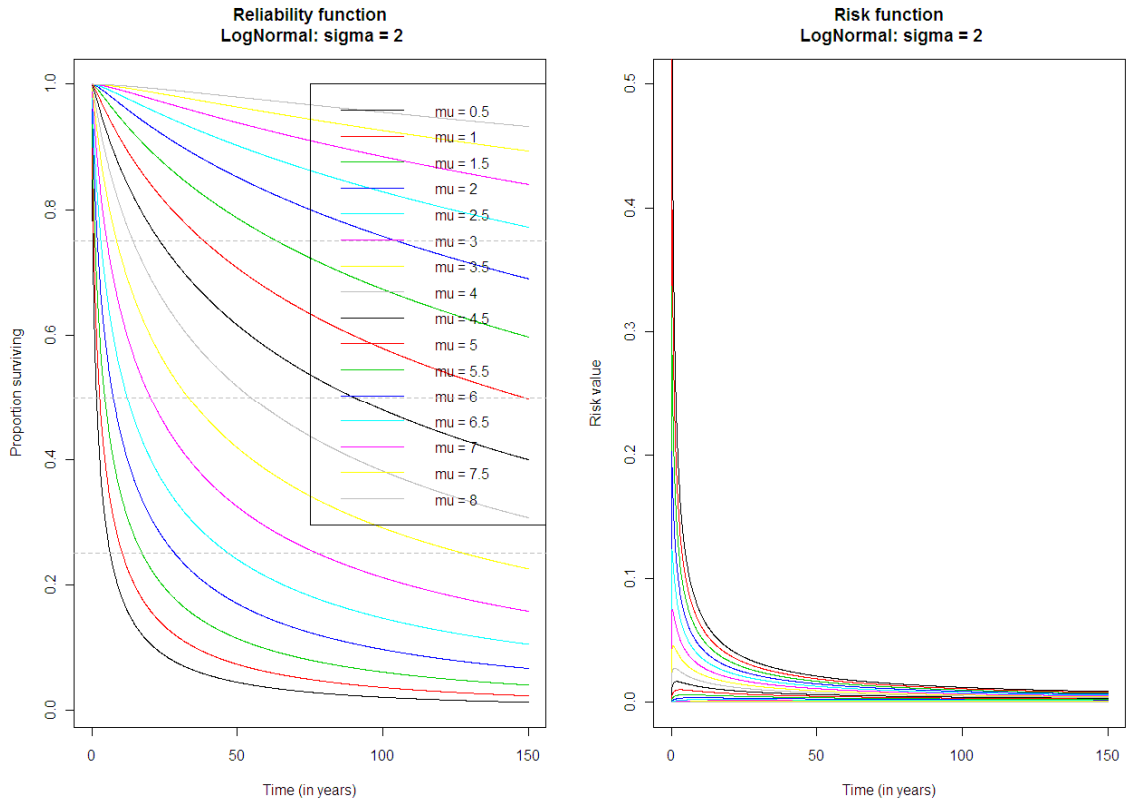 Reliability function
LogNormal: sigma = 2
1.0
0.8
0.6
0.4
0.2
0.0
Proportion surviving
mu = 0.5
mu = 1
mu = 1.5
mu = 2
mu = 2.5
mu = 3
mu = 3.5
mu = 4
mu = 4.5
mu = 5
mu = 5.5
mu = 6
mu = 6.5
mu = 7
mu = 7.5
mu = 8
0
50
100
150
Time (in years)
Risk function
LogNormal: sigma = 2
0.5
0.4
0.3
0.2
0.1
0.0
Risk value
0
50
100
150
Time (in years)